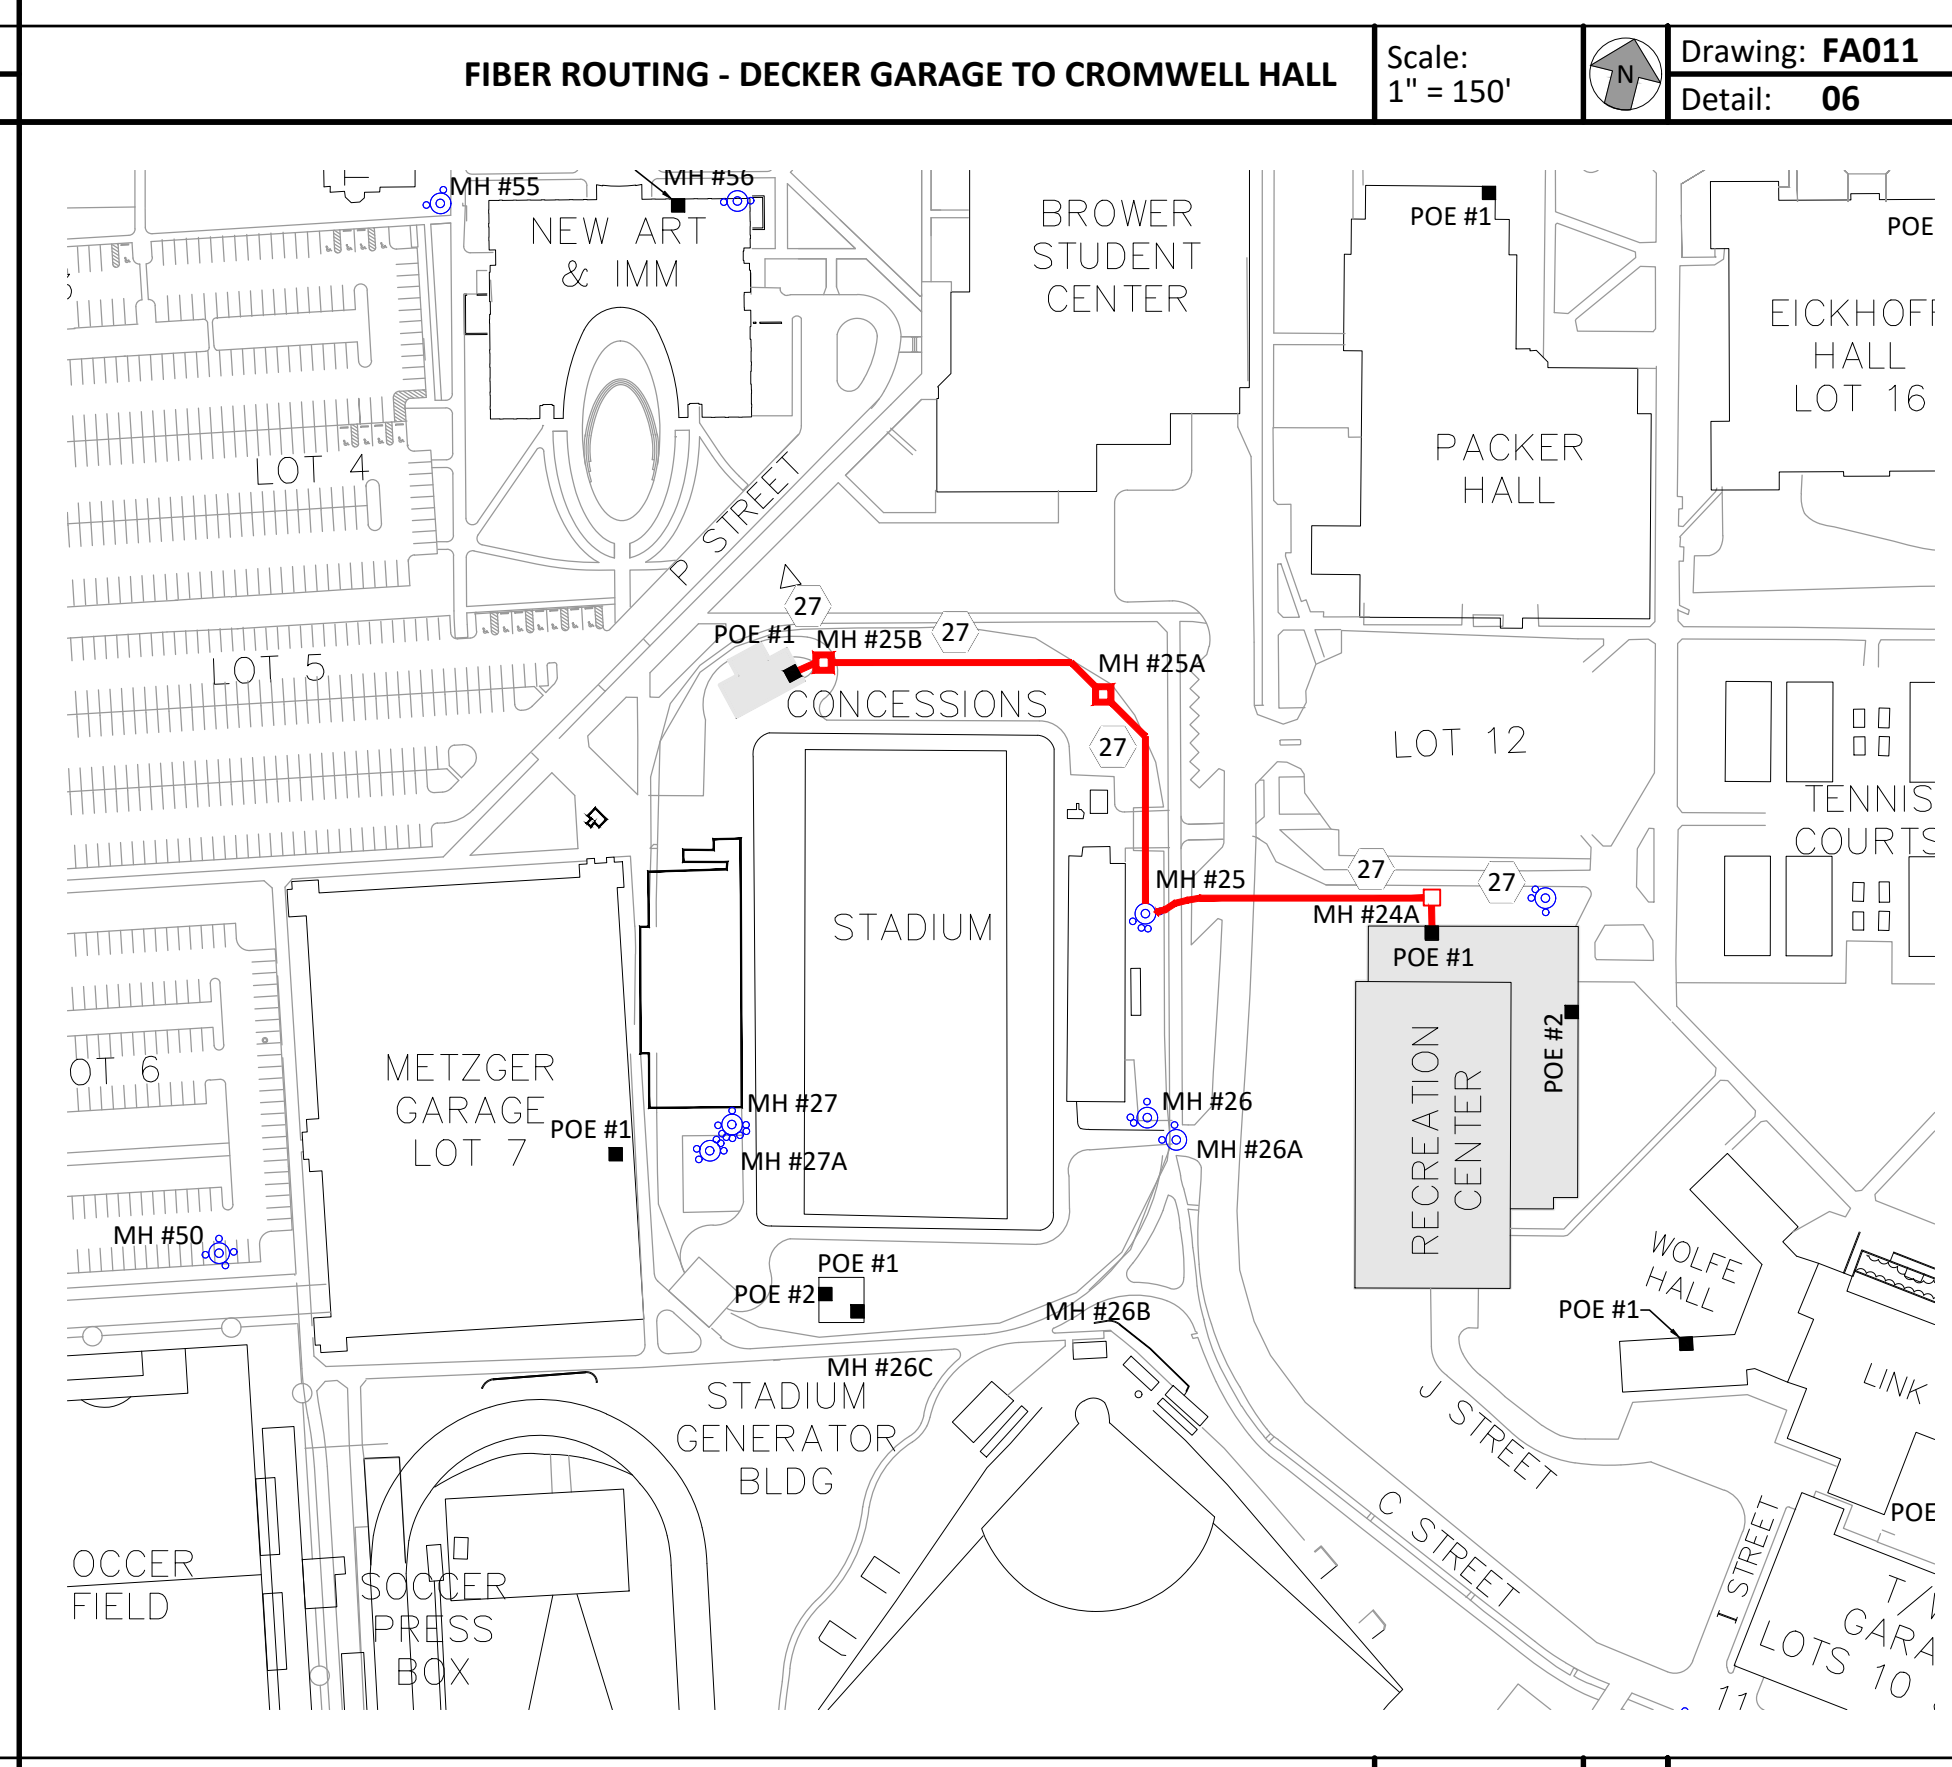 FIBER ROUTING - DECKER GARAGE TO CROMWELL HALL
Scale:
1" = 150'
N
Drawing: FA011
Detail: 06
MH #55
MH #56
NEW ART
& IMM
BROWER
STUDENT
CENTER
POE #1
POE
EICKHOFF
HALL
LOT 16
PACKER
HALL
LOT 4
P STREET
27
POE #1
MH #25B
27
MH #25A
LOT 5
CONCESSIONS
27
LOT 12
TENNIS
COURTS
MH #25
27
27
MH #24A
STADIUM
POE #1
POE #2
RECREATION
CENTER
OT 6
METZGER
GARAGE
LOT 7
POE #1
MH #27
MH #27A
MH #26
MH #26A
MH #50
POE #1
POE #2
WOLFE
HALL
POE #1
MH #26B
MH #26C
STADIUM
GENERATOR
BLDG
LINK
J STREET
C STREET
I STREET
POE
OCCER
FIELD
SOCCER
PRESS
BOX
GARA
LOTS 10
11